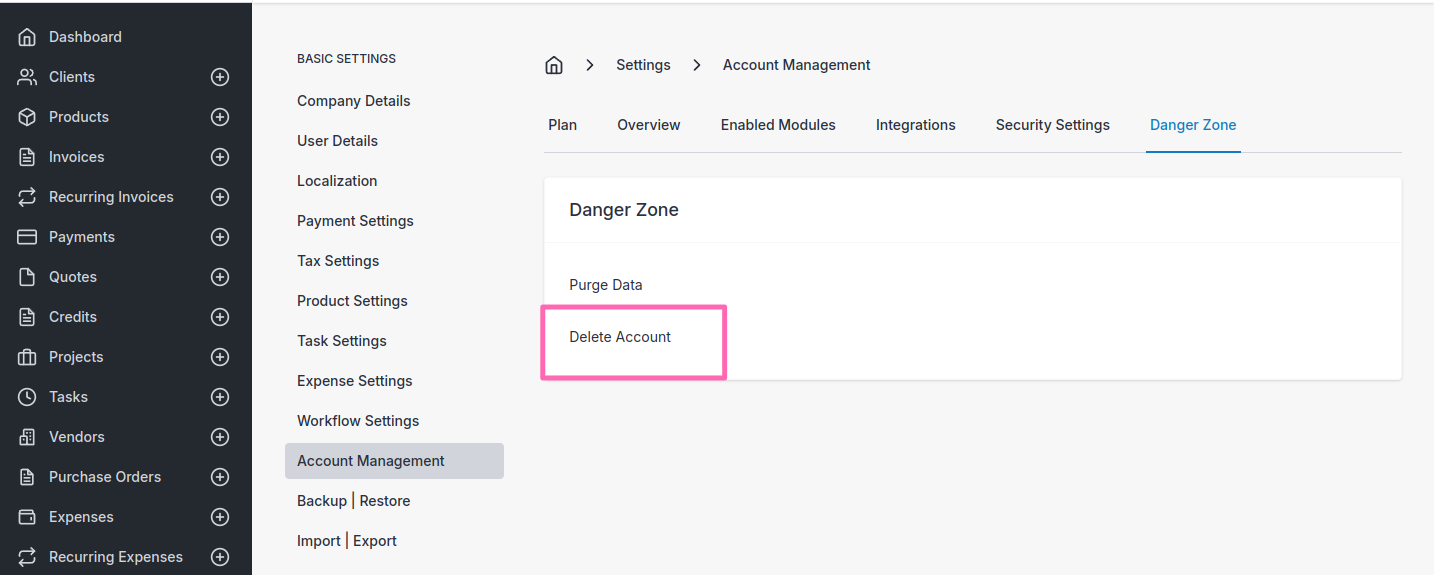 Dashboard
Clients
Products
Invoices
Recurring Invoices
Payments
Quotes
Credits
Projects
Tasks
Vendors
Purchase Orders
Expenses
Recurring Expenses
BASIC SETTINGS
Company Details
User Details
Localization
Payment Settings
Tax Settings
Product Settings
Task Settings
Expense Settings
Workflow Settings
Account Management
Backup | Restore
Import | Export
Settings > Account Management
Plan Overview Enabled Modules Integrations Security Settings Danger Zone
Danger Zone
Purge Data
Delete Account